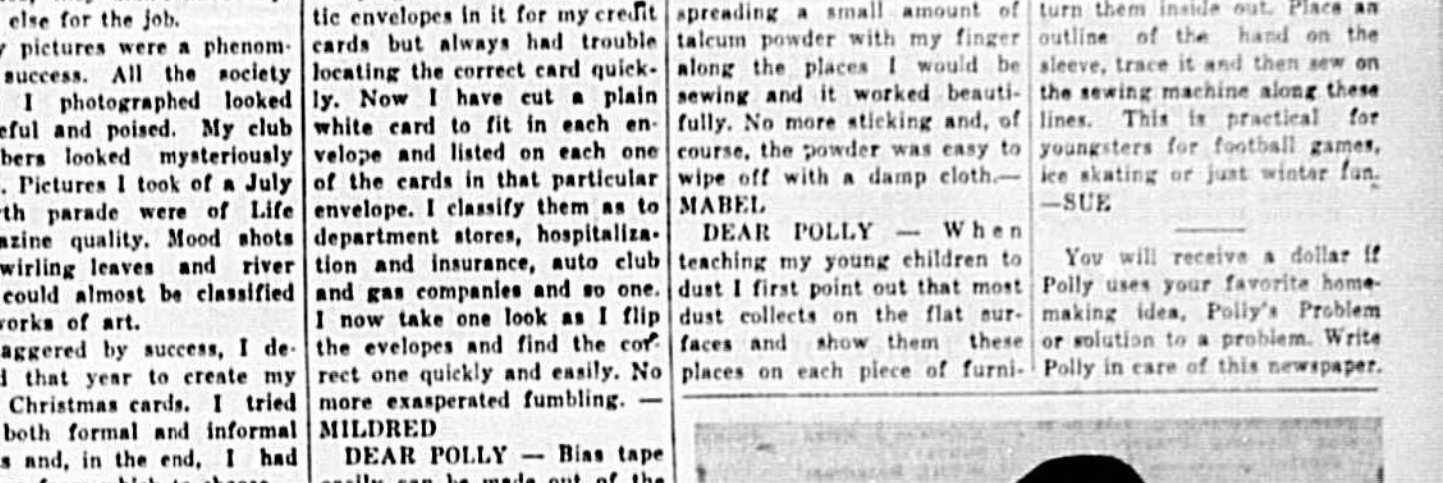 else for the job.
pictures were a phenom-
success. All the society
I photographed looked
eful and poised. My club
bers looked mysteriously
. Pictures I took of a July
th parade were of Life
azine quality. Mood shots
wirling leaves and river
could almost be classified
works of art.
aggered by success, I de-
d that year to create my
Christmas cards. I tried
both formal and informal
s and, in the end, I had
tic envelopes in it for my credit
cards but always had trouble
locating the correct card quick-
ly. Now I have cut a plain
white card to fit in each en-
velope and listed on each one
of the cards in that particular
envelope. I classify them as to
department stores, hospitaliza-
tion and insurance, auto club
and gas companies and so one.
I now take one look as I flip
the evelopes and find the cor-
rect one quickly and easily. No
more exasperated fumbling. —
MILDRED
DEAR POLLY — Bias tape
easily can be made out of the
spreading a small amount of
talcum powder with my finger
along the places I would be
sewing and it worked beauti-
fully. No more sticking and, of
course, the powder was easy to
wipe off with a damp cloth.—
MABEL
DEAR POLLY — When
teaching my young children to
dust I first point out that most
dust collects on the flat sur-
faces and show them these
places on each piece of furni-
turn them inside out. Place an
outline of the hand on the
sleeve, trace it and then sew on
the sewing machine along these
lines. This is practical for
youngsters for football games,
ice skating or just winter fun.
—SUE
You will receive a dollar if
Polly uses your favorite home-
making idea, Polly's Problem
or solution to a problem. Write
Polly in care of this newspaper.